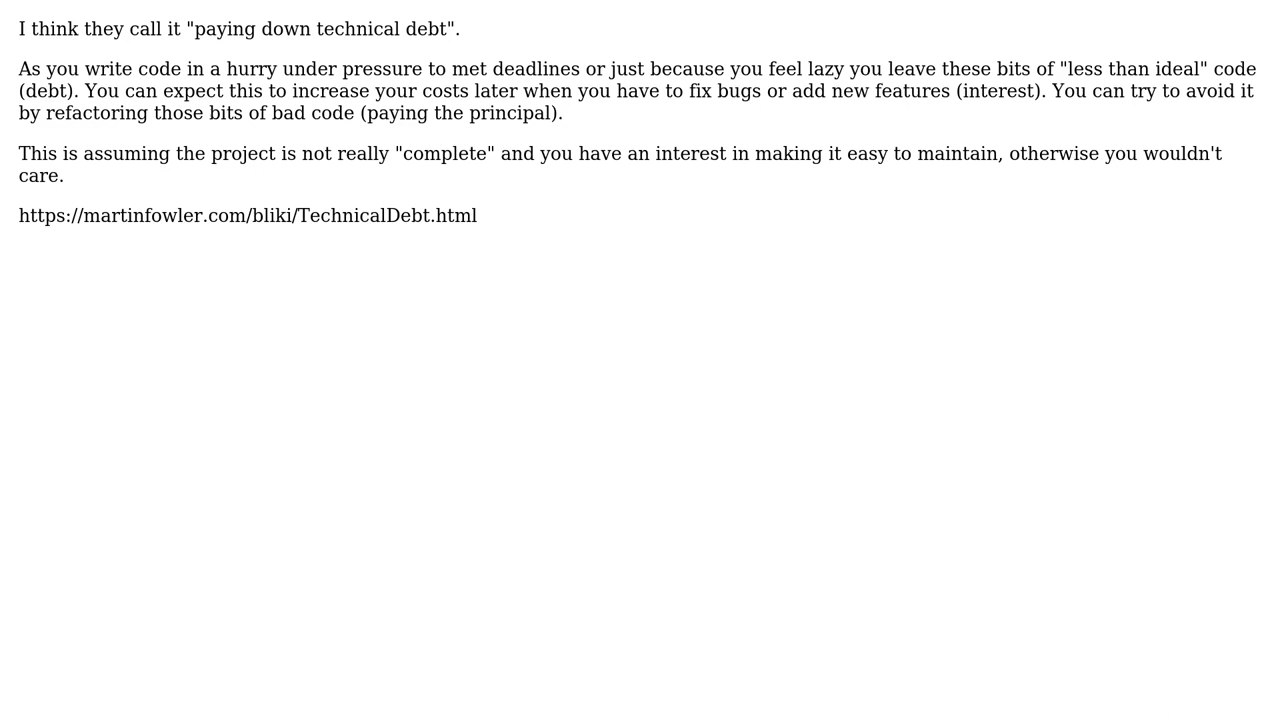 I think they call it "paying down technical debt".
As you write code in a hurry under pressure to met deadlines or just because you feel lazy you leave these bits of "less than ideal" code
(debt). You can expect this to increase your costs later when you have to fix bugs or add new features (interest). You can try to avoid it
by refactoring those bits of bad code (paying the principal).
This is assuming the project is not really "complete" and you have an interest in making it easy to maintain, otherwise you wouldn't
care.
https://martinfowler.com/bliki/TechnicalDebt.html